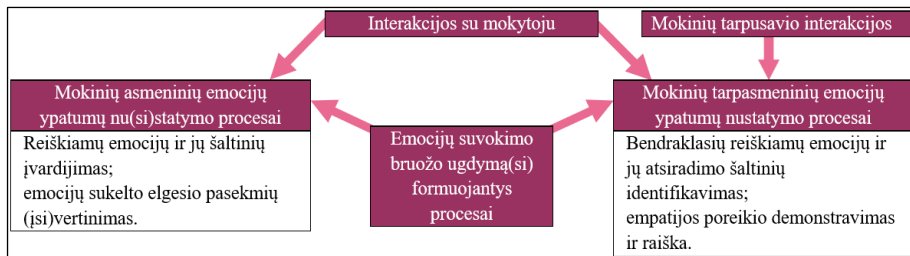 Interakcijos su mokytoju
Mokinių tarpusavio interakcijos
Mokinių asmeninių emocijų
ypatumų nu(si)statymo procesai
Reiškiamų emocijų ir jų šaltinių
įvardijimas;
emocijų sukelto elgesio pasekmių
(įsi)vertinimas.
Emocijų suvokimo
bruožo ugdymą(si)
formuojantys
procesai
Mokinių tarpasmeninių emocijų
ypatumų nustatymo procesai
Bendraklasių reiškiamų emocijų ir
jų atsiradimo šaltinių
identifikavimas;
empatijos poreikio demonstravimas
ir raiška.